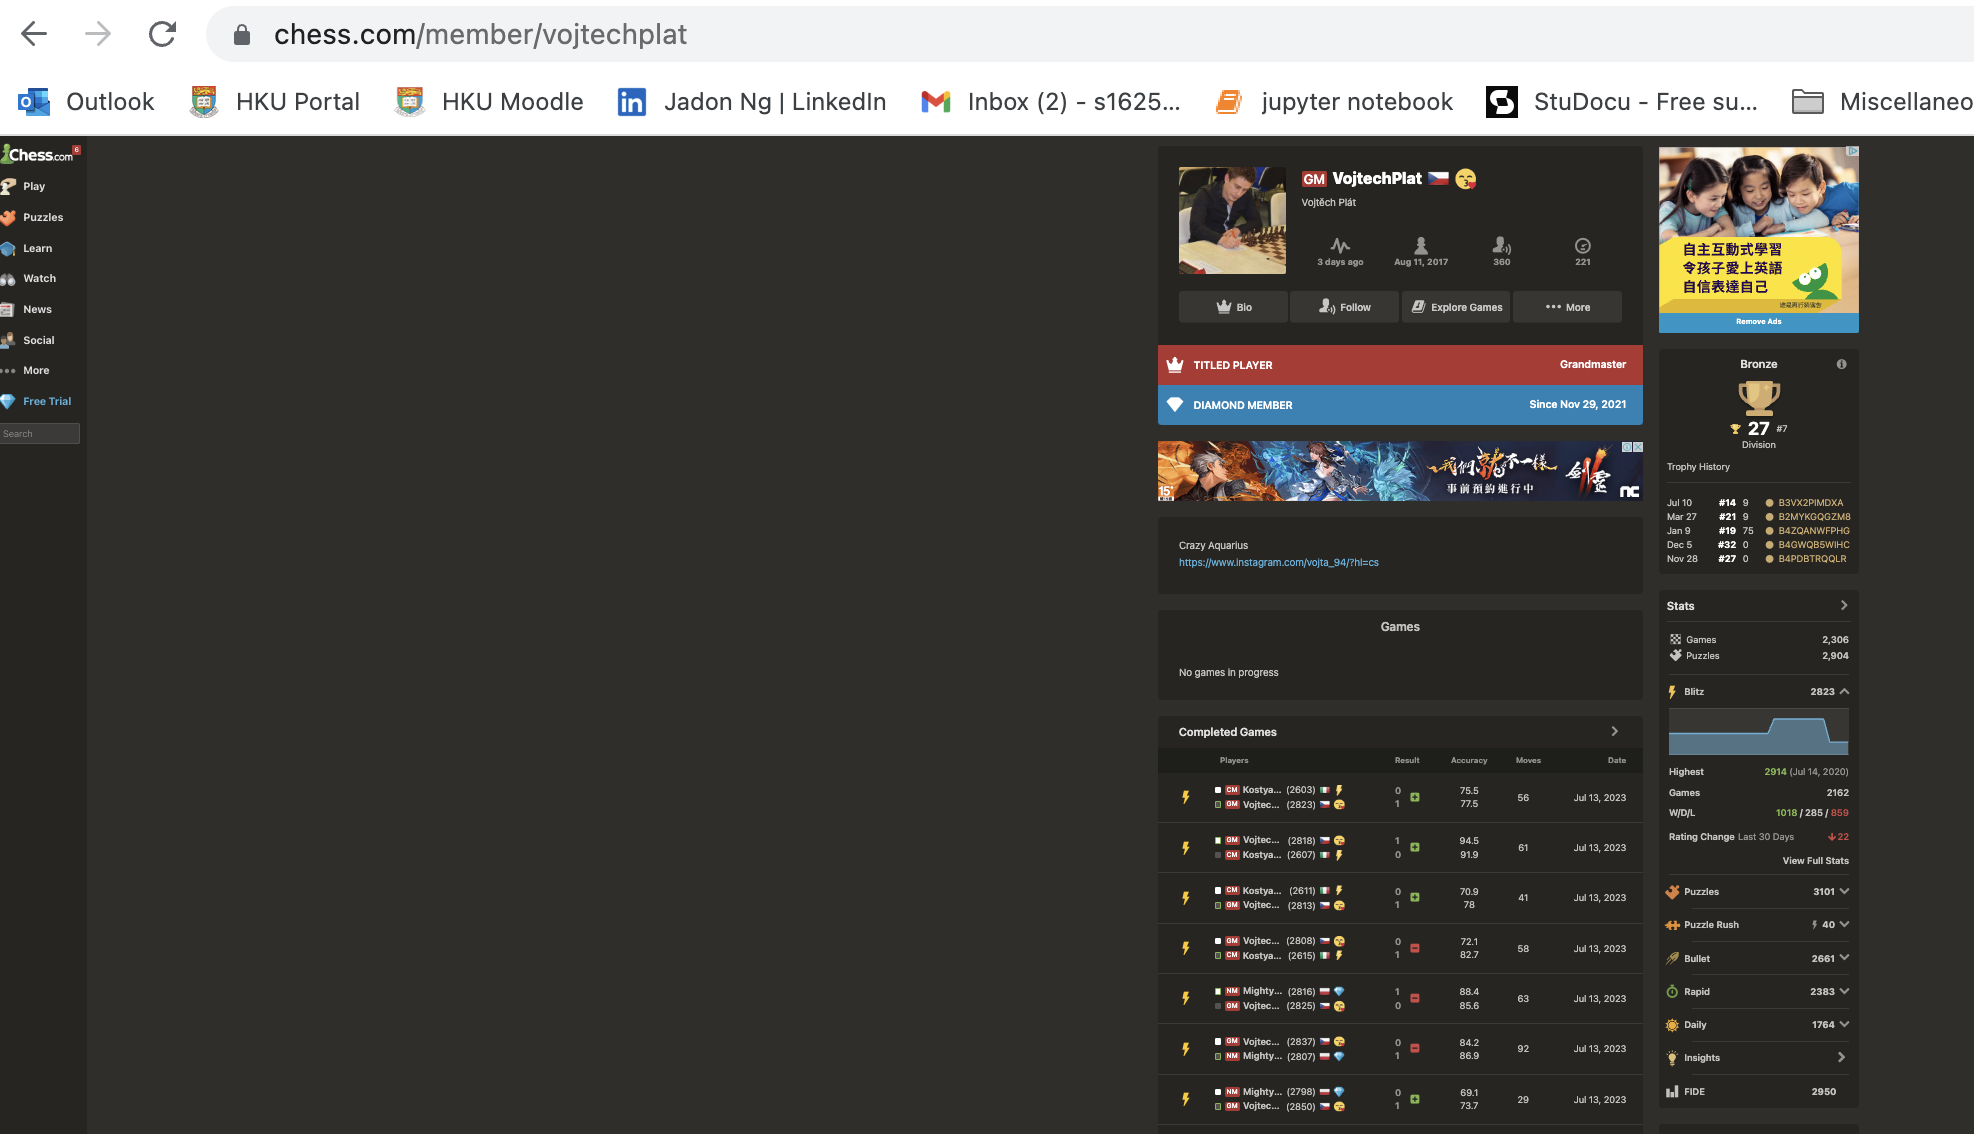 chess.com/member/vojtechplat
Outlook HKU Portal HKU Moodle Jadon Ng | LinkedIn Inbox (2) - s1625... jupyter notebook StuDocu - Free su... Miscellaneo
Chess.com 6
Play
Puzzles
Learn
Watch
News
Social
More
Free Trial
Search
GM VojtechPlat
Vojtěch Plát
3 days ago Aug 11, 2017 360 221
Bio Follow Explore Games More
TITLED PLAYER Grandmaster
DIAMOND MEMBER Since Nov 29, 2021
15+
我們就不一樣
事前預約進行中
劍靈
NC
Crazy Aquarius
https://www.instagram.com/vojta_94/?hl=cs
Games
No games in progress
Completed Games
Players Result Accuracy Moves Date
CM Kostya... (2603) 0 75.5
GM Vojtec... (2823) 1 77.5
56 Jul 13, 2023
GM Vojtec... (2818) 1 94.5
CM Kostya... (2607) 0 91.9
61 Jul 13, 2023
CM Kostya... (2611) 0 70.9
GM Vojtec... (2813) 1 78
41 Jul 13, 2023
GM Vojtec... (2808) 0 72.1
CM Kostya... (2615) 1 82.7
58 Jul 13, 2023
NM Mighty... (2816) 1 88.4
GM Vojtec... (2825) 0 85.6
63 Jul 13, 2023
GM Vojtec... (2837) 0 84.2
NM Mighty... (2807) 1 86.9
92 Jul 13, 2023
NM Mighty... (2798) 0 69.1
GM Vojtec... (2850) 1 73.7
29 Jul 13, 2023
自主互動式學習
令孩子愛上英語
自信表達自己
Remove Ads
Bronze
27 #7
Division
Trophy History
Jul 10 #14 9 B3VX2PIMDXA
Mar 27 #21 9 B2MYKGQGZM8
Jan 9 #19 75 B4ZQANWFPHG
Dec 5 #32 0 B4GWQB5WIHC
Nov 28 #27 0 B4PDBTRQQLR
Stats
Games 2,306
Puzzles 2,904
Blitz 2823
Highest 2914 (Jul 14, 2020)
Games 2162
W/D/L 1018 / 285 / 859
Rating Change Last 30 Days 22
View Full Stats
Puzzles 3101
Puzzle Rush 40
Bullet 2661
Rapid 2383
Daily 1764
Insights
FIDE 2950